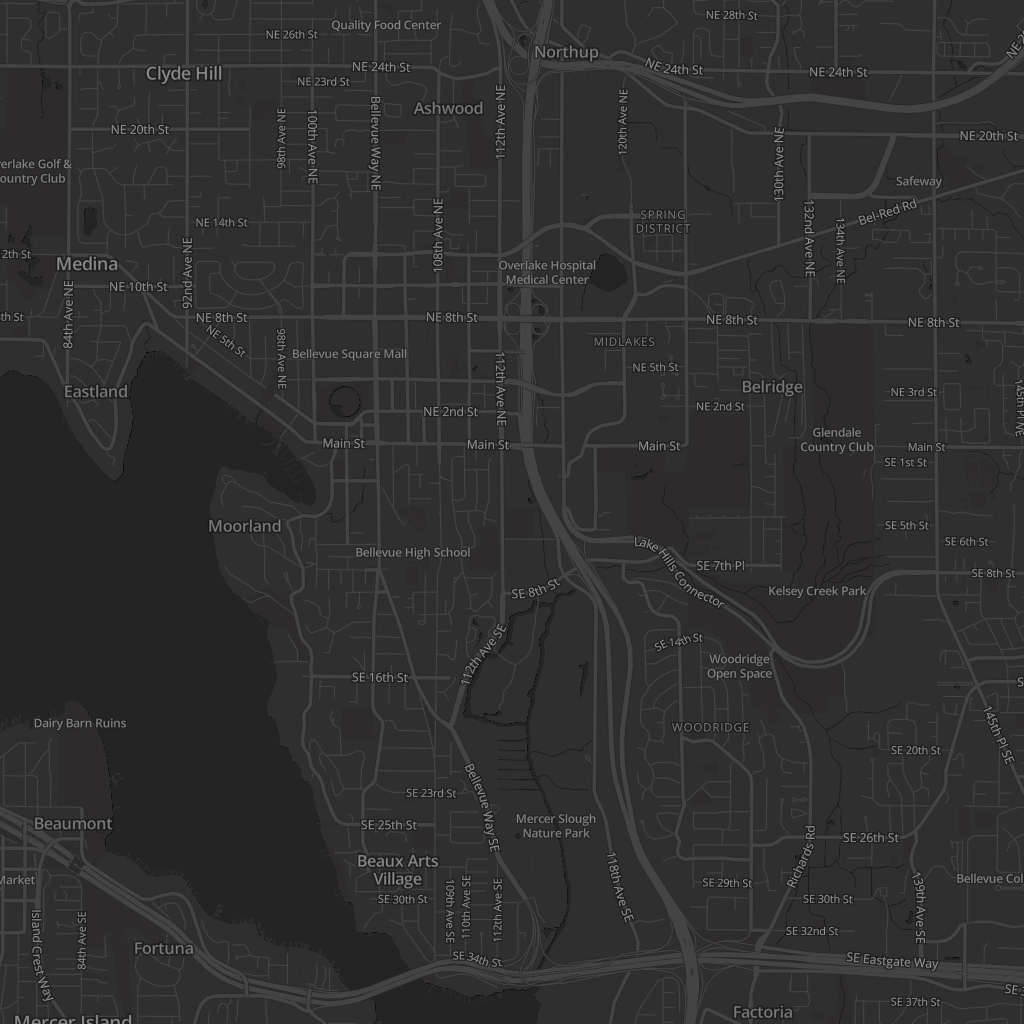 NE 28th St
Quality Food Center
NE 26th St
Northup
NE 24th St
NE 24th St
NE 24th St
Clyde Hill
NE 23rd St
Ashwood
98th Ave NE
100th Ave NE
Bellevue Way NE
112th Ave NE
120th Ave NE
NE 20th St
NE 20th St
130th Ave NE
verlake Golf &
ountry Club
Safeway
Bel-Red Rd
NE 14th St
SPRING
DISTRICT
108th Ave NE
132nd Ave NE
134th Ave NE
2th St
Medina
92nd Ave NE
Overlake Hospital
Medical Center
NE 10th St
84th Ave NE
th St
NE 8th St
NE 8th St
NE 8th St
NE 8th St
NE 5th St
98th Ave NE
Bellevue Square Mall
MIDLAKES
112th Ave NE
NE 5th St
Eastland
Belridge
NE 3rd St
145th Pl NE
NE 2nd St
NE 2nd St
Glendale
Country Club
Main St
Main St
Main St
Main St
SE 1st St
Moorland
SE 5th St
SE 6th St
Bellevue High School
Lake Hills Connector
SE 7th Pl
SE 8th St
SE 8th St
Kelsey Creek Park
112th Ave SE
SE 14th St
Woodridge
Open Space
SE 16th St
S
Dairy Barn Ruins
WOODRIDGE
145th Pl SE
SE 20th St
Bellevue Way SE
SE 23rd St
Beaumont
SE 25th St
Mercer Slough
Nature Park
SE 26th St
Richards Rd
Beaux Arts
Village
Market
118th Ave SE
SE 29th St
139th Ave SE
Bellevue Col
SE 30th St
SE 30th St
109th Ave SE
110th Ave SE
112th Ave SE
Island Crest Way
84th Ave SE
SE 32nd St
Fortuna
SE 34th St
SE Eastgate Way
SE 3
SE 37th St
Factoria
Mercer Island